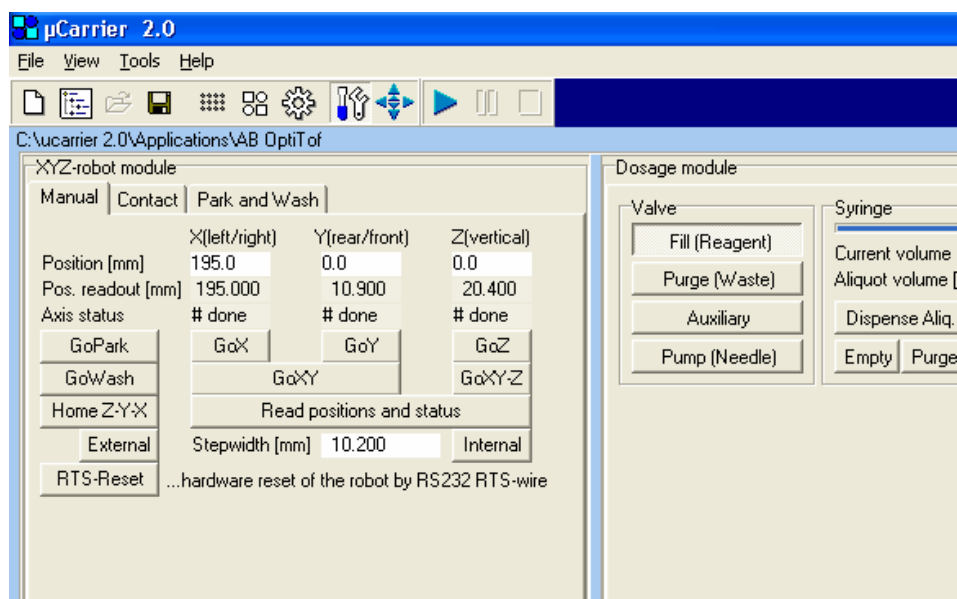 µCarrier 2.0
File View Tools Help
C:\ucarrier 2.0\Applications\AB OptiTof
XYZ-robot module
Manual Contact Park and Wash
X(left/right) Y(rear/front) Z(vertical)
Position [mm] 195.0 0.0 0.0
Pos. readout [mm] 195.000 10.900 20.400
Axis status # done # done # done
GoPark GoX GoY GoZ
GoWash GoXY GoXY-Z
Home Z-Y-X Read positions and status
External Stepwidth [mm] 10.200 Internal
RTS-Reset ...hardware reset of the robot by RS232 RTS-wire
Dosage module
Valve
Fill (Reagent)
Purge (Waste)
Auxiliary
Pump (Needle)
Syringe
Current volume
Aliquot volume [
Dispense Aliq.
Empty Purge